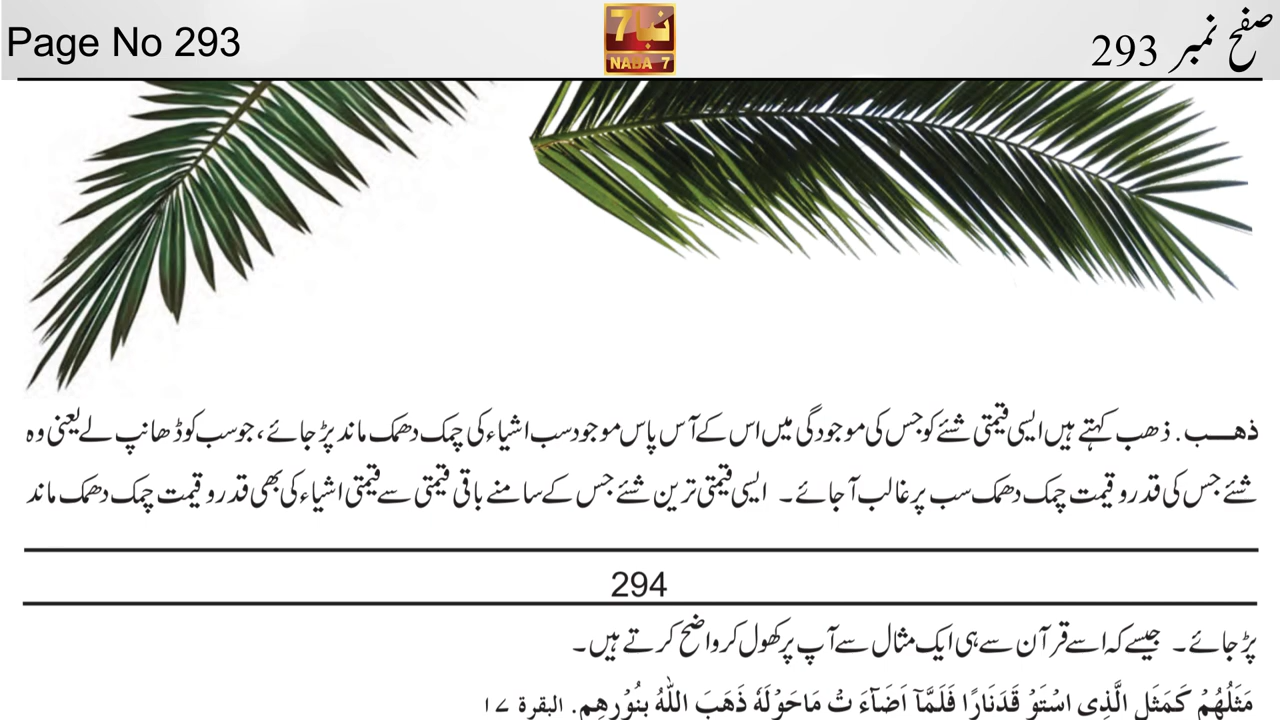 Page No 293
نبا7
NABA 7
صفحہ نمبر 293
ذھب. ذھب کہتے ہیں ایسی قیمتی شئے کو جس کی موجودگی میں اس کے آس پاس موجود سب اشیاء کی چمک دھمک ماند پڑ جائے، جو سب کو ڈھانپ لے یعنی وہ
شئے جس کی قدر و قیمت چمک دھمک سب پر غالب آ جائے۔ ایسی قیمتی ترین شئے جس کے سامنے باقی قیمتی سے قیمتی اشیاء کی بھی قدر و قیمت چمک دھمک ماند
294
پڑ جائے۔ جیسے کہ اسے قرآن سے ہی ایک مثال سے آپ پر کھول کر واضح کرتے ہیں۔
مَثَلُهُمْ كَمَثَلِ الَّذِى اسْتَوْ قَدَنَارًا فَلَمَّآ اَضَآءَ تْ مَاحَوْلَهٗ ذَهَبَ اللّٰهُ بِنُوْرِهِم. البقرة ١٧